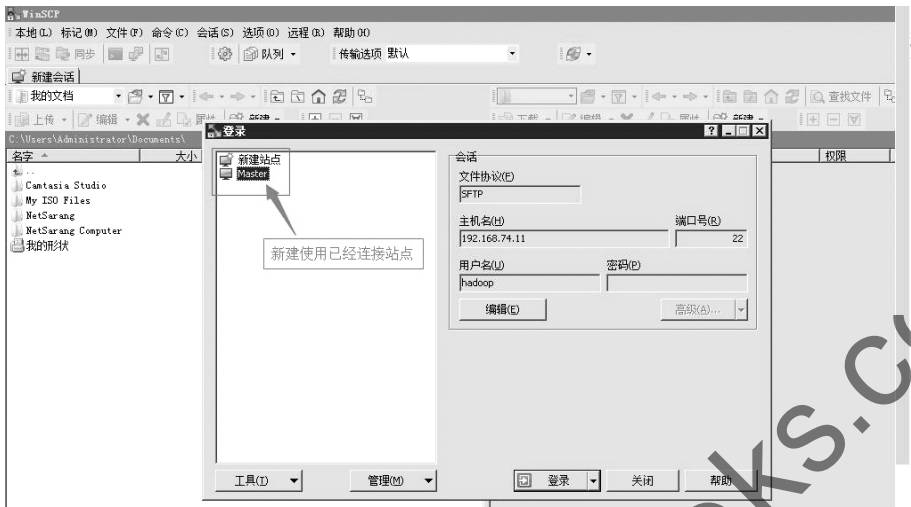 WinSCP
本地(L) 标记(M) 文件(F) 命令(C) 会话(S) 选项(O) 远程(R) 帮助(H)
同步 队列 传输选项 默认
新建会话
我的文档 查找文件
上传 编辑 属性 新建 下载 编辑 属性 新建
C:\Users\Administrator\Documents\
名字 大小 权限
..
Camtasia Studio
My ISO Files
NetSarang
NetSarang Computer
我的形状
登录
新建站点
Master
新建使用已经连接站点
会话
文件协议(F)
SFTP
主机名(H) 端口号(R)
192.168.74.11 22
用户名(U) 密码(P)
hadoop
编辑(E) 高级(A)...
工具(T) 管理(M) 登录 关闭 帮助